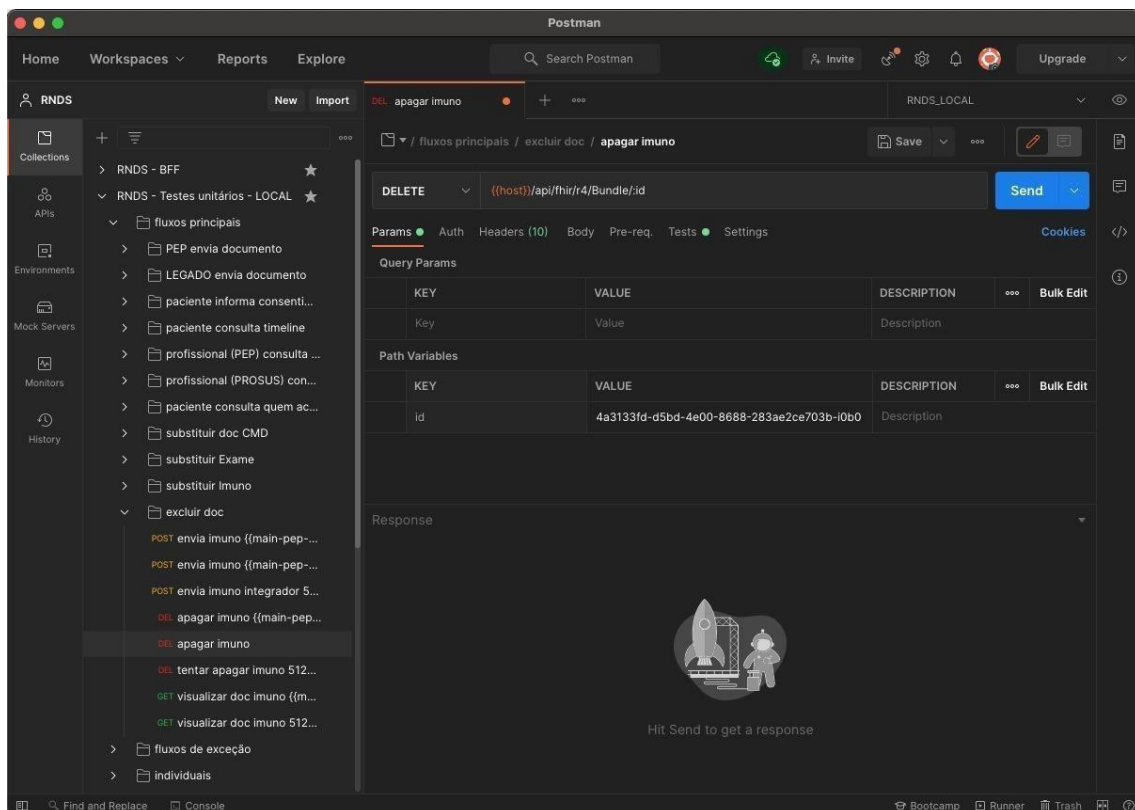 Postman
Home Workspaces Reports Explore Search Postman Invite Upgrade
RNDS New Import DEL apagar imuno RNDS_LOCAL
Collections
APIs
Environments
Mock Servers
Monitors
History
RNDS - BFF
RNDS - Testes unitários - LOCAL
fluxos principais
PEP envia documento
LEGADO envia documento
paciente informa consenti...
paciente consulta timeline
profissional (PEP) consulta ...
profissional (PROSUS) con...
paciente consulta quem ac...
substituir doc CMD
substituir Exame
substituir Imuno
excluir doc
POST envia imuno {{main-pep-...
POST envia imuno {{main-pep-...
POST envia imuno integrador 5...
DEL apagar imuno {{main-pep...
DEL apagar imuno
DEL tentar apagar imuno 512...
GET visualizar doc imuno {{m...
GET visualizar doc imuno 512...
fluxos de exceção
individuais
/ fluxos principais / excluir doc / apagar imuno Save
DELETE {{host}}/api/fhir/r4/Bundle/:id Send
Params Auth Headers (10) Body Pre-req. Tests Settings Cookies
Query Params
KEY VALUE DESCRIPTION Bulk Edit
Key Value Description
Path Variables
KEY VALUE DESCRIPTION Bulk Edit
id 4a3133fd-d5bd-4e00-8688-283ae2ce703b-i0b0 Description
Response
Hit Send to get a response
Find and Replace Console Bootcamp Runner Trash